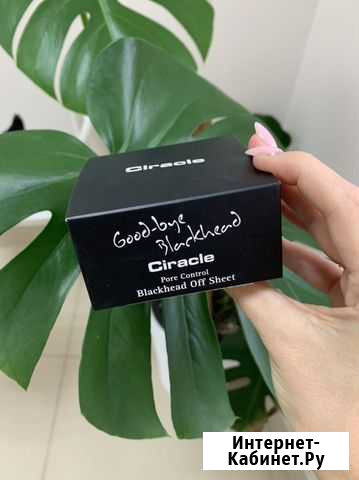 Ciracle
Good-bye
Blackhead
Ciracle
Pore Control
Blackhead Off Sheet
Интернет-
Кабинет.Ру